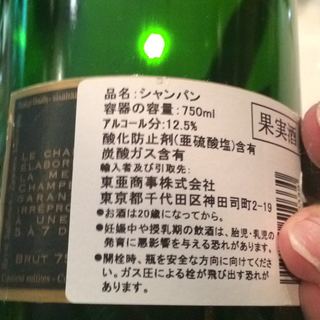 品名:シャンパン
容器の容量:750ml
アルコール分:12.5%
酸化防止剤(亜硫酸塩)含有
炭酸ガス含有
果実酒
輸入者及び引取先:
東亜商事株式会社
東京都千代田区神田司町2-19
●お酒は20歳になってから。
●妊娠中や授乳期の飲酒は、胎児・乳児の
発育に悪影響を与える恐れがあります。
●開栓時、瓶を安全な方向に向けてくださ
い。ガス圧による栓が飛び出す恐れが
あります。
LE CHA
ELABOR
LA ME
CHAMPE
GARAN
IRRÉPRO
UNE
5 À 7 D
BRUT 75